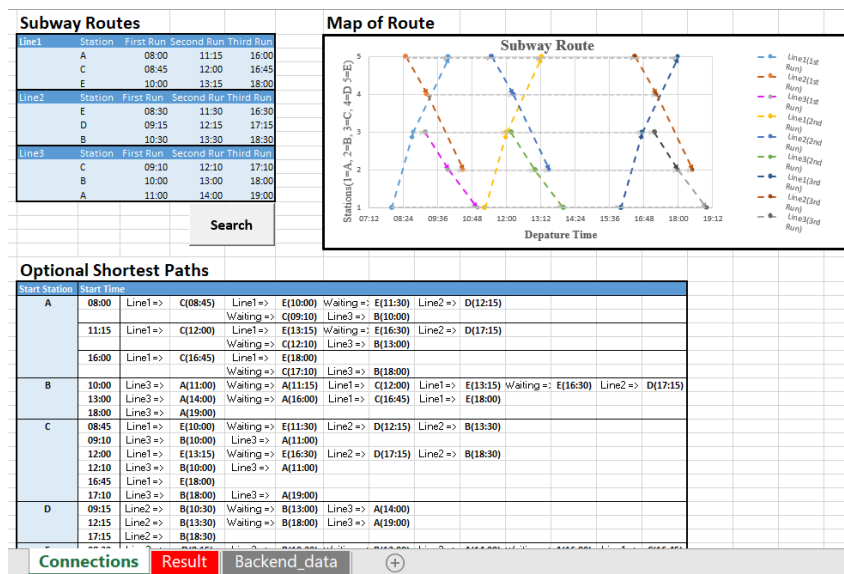 Subway Routes
Line1 Station First Run Second Run Third Run
A 08:00 11:15 16:00
C 08:45 12:00 16:45
E 10:00 13:15 18:00
Line2 Station First Run Second Run Third Run
E 08:30 11:30 16:30
D 09:15 12:15 17:15
B 10:30 13:30 18:30
Line3 Station First Run Second Run Third Run
C 09:10 12:10 17:10
B 10:00 13:00 18:00
A 11:00 14:00 19:00
Search
Map of Route
Subway Route
Stations(1=A, 2=B, 3=C, 4=D 5=E)
5
4
3
2
1
07:12 08:24 09:36 10:48 12:00 13:12 14:24 15:36 16:48 18:00 19:12
Depature Time
Line1(1st Run)
Line2(1st Run)
Line3(1st Run)
Line1(2nd Run)
Line2(2nd Run)
Line3(2nd Run)
Line1(3rd Run)
Line2(3rd Run)
Line3(3rd Run)
Optional Shortest Paths
Start Station Start Time
A 08:00 Line1=> C(08:45) Line1=> E(10:00) Waiting =: E(11:30) Line2=> D(12:15)
Waiting => C(09:10) Line3=> B(10:00)
11:15 Line1=> C(12:00) Line1=> E(13:15) Waiting =: E(16:30) Line2=> D(17:15)
Waiting => C(12:10) Line3=> B(13:00)
16:00 Line1=> C(16:45) Line1=> E(18:00)
Waiting => C(17:10) Line3=> B(18:00)
B 10:00 Line3=> A(11:00) Waiting => A(11:15) Line1=> C(12:00) Line1=> E(13:15) Waiting =: E(16:30) Line2=> D(17:15)
13:00 Line3=> A(14:00) Waiting => A(16:00) Line1=> C(16:45) Line1=> E(18:00)
18:00 Line3=> A(19:00)
C 08:45 Line1=> E(10:00) Waiting => E(11:30) Line2=> D(12:15) Line2=> B(13:30)
09:10 Line3=> B(10:00) Line3=> A(11:00)
12:00 Line1=> E(13:15) Waiting => E(16:30) Line2=> D(17:15) Line2=> B(18:30)
12:10 Line3=> B(10:00) Line3=> A(11:00)
16:45 Line1=> E(18:00)
17:10 Line3=> B(18:00) Line3=> A(19:00)
D 09:15 Line2=> B(10:30) Waiting => B(13:00) Line3=> A(14:00)
12:15 Line2=> B(13:30) Waiting => B(18:00) Line3=> A(19:00)
17:15 Line2=> B(18:30)
Connections Result Backend_data